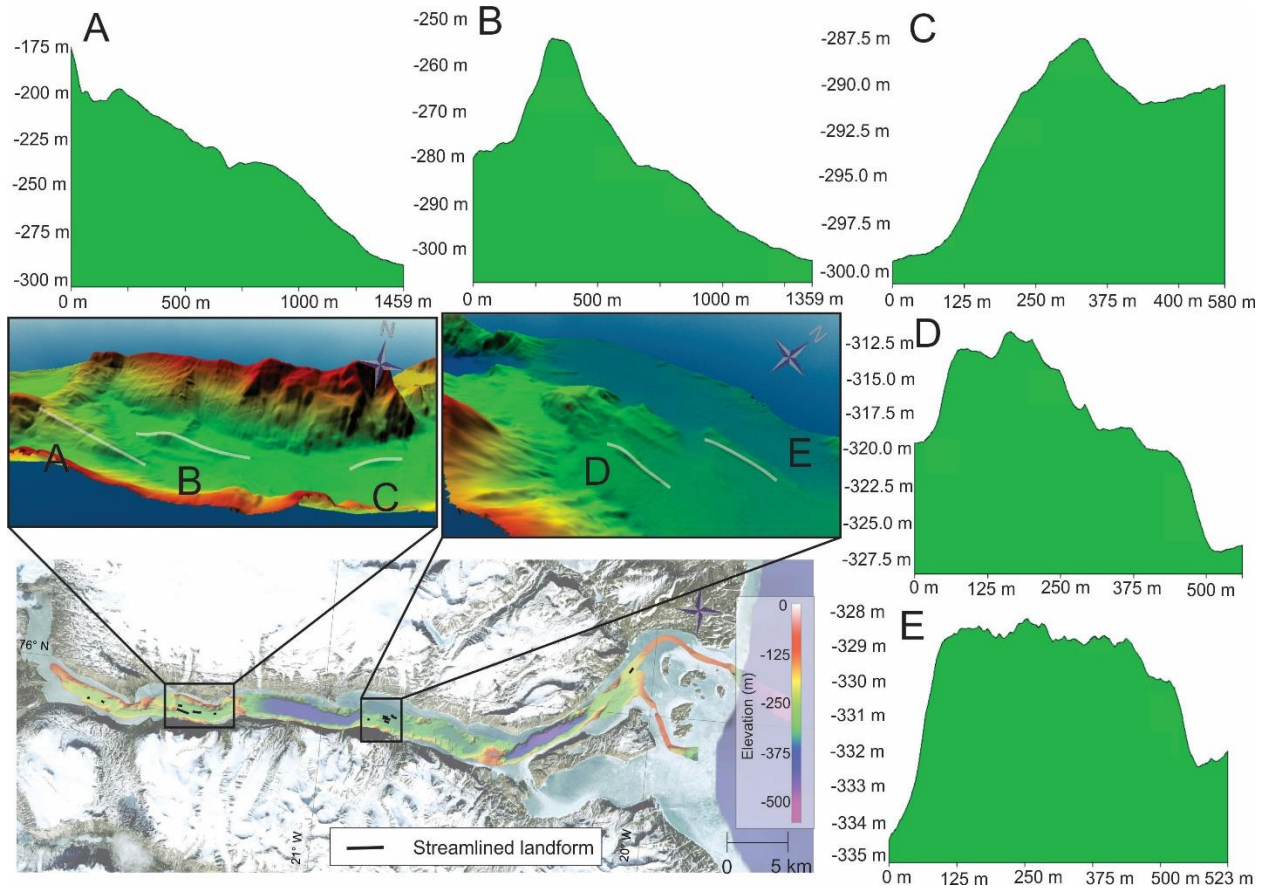 A
-175 m
-200 m
-225 m
-250 m
-275 m
-300 m
0 m 500 m 1000 m 1459 m
B
-250 m
-260 m
-270 m
-280 m
-290 m
-300 m
0 m 500 m 1000 m 1359 m
C
-287.5 m
-290.0 m
-292.5 m
-295.0 m
-297.5 m
-300.0 m
0 m 125 m 250 m 375 m 400 m 580 m
N
A
B
C
N
D
E
D
-312.5 m
-315.0 m
-317.5 m
-320.0 m
-322.5 m
-325.0 m
-327.5 m
0 m 125 m 250 m 375 m 500 m
E
-328 m
-329 m
-330 m
-331 m
-332 m
-333 m
-334 m
-335 m
0 m 125 m 250 m 375 m 500 m 523 m
76° N
21° W
20° W
Elevation (m)
0
-125
-250
-375
-500
Streamlined landform
0 5 km